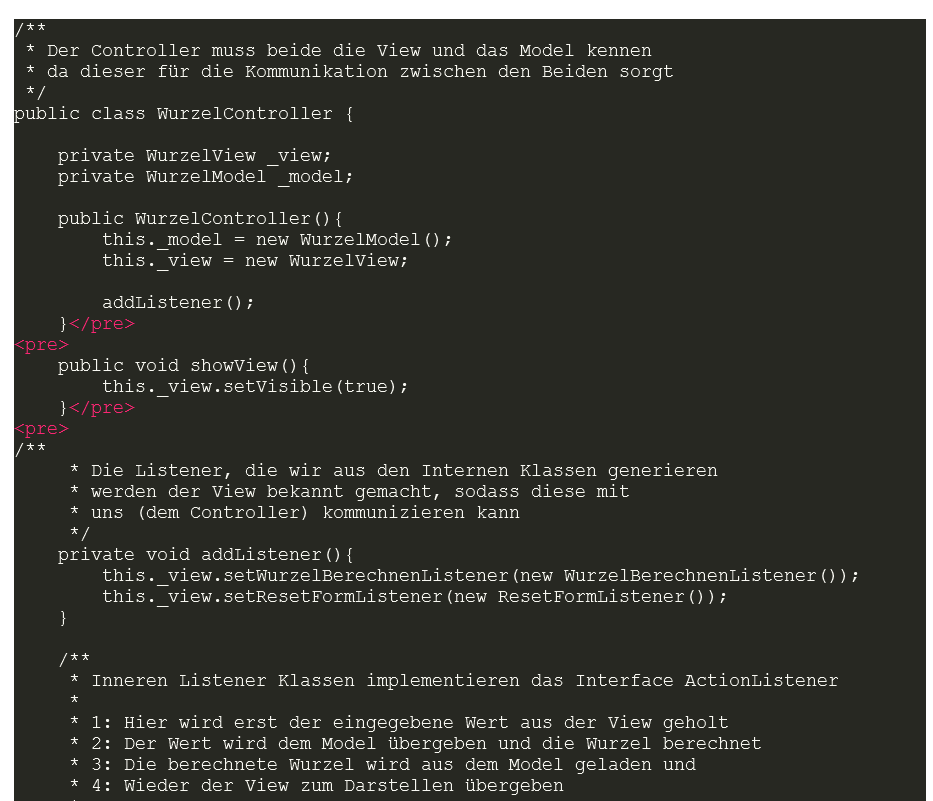 /**
 * Der Controller muss beide die View und das Model kennen
 * da dieser für die Kommunikation zwischen den Beiden sorgt
 */
public class WurzelController {
    private WurzelView _view;
    private WurzelModel _model;
    public WurzelController(){
        this._model = new WurzelModel();
        this._view = new WurzelView;
        addListener();
    }</pre>
<pre>
    public void showView(){
        this._view.setVisible(true);
    }</pre>
<pre>
/**
     * Die Listener, die wir aus den Internen Klassen generieren
     * werden der View bekannt gemacht, sodass diese mit
     * uns (dem Controller) kommunizieren kann
     */
    private void addListener(){
        this._view.setWurzelBerechnenListener(new WurzelBerechnenListener());
        this._view.setResetFormListener(new ResetFormListener());
    }
    /**
     * Inneren Listener Klassen implementieren das Interface ActionListener
     *
     * 1: Hier wird erst der eingegebene Wert aus der View geholt
     * 2: Der Wert wird dem Model übergeben und die Wurzel berechnet
     * 3: Die berechnete Wurzel wird aus dem Model geladen und
     * 4: Wieder der View zum Darstellen übergeben